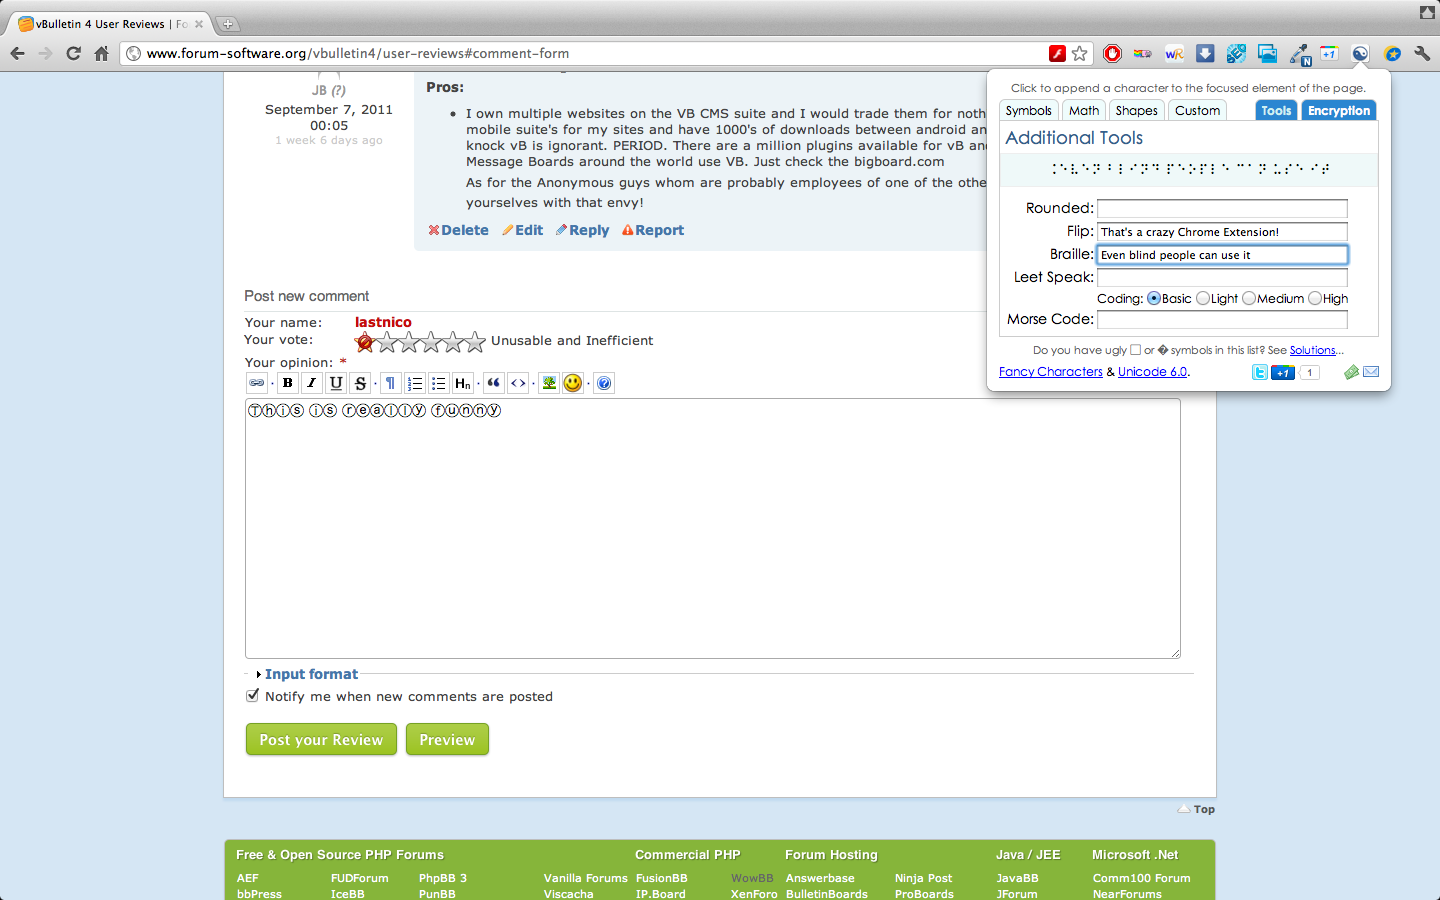 vBulletin 4 User Reviews | Fo
www.forum-software.org/vbulletin4/user-reviews#comment-form
JB (?)
September 7, 2011
00:05
1 week 6 days ago
Pros:
• I own multiple websites on the VB CMS suite and I would trade them for noth
mobile suite's for my sites and have 1000's of downloads between android an
knock vB is ignorant. PERIOD. There are a million plugins available for vB and
Message Boards around the world use VB. Just check the bigboard.com
As for the Anonymous guys whom are probably employees of one of the othe
yourselves with that envy!
Delete Edit Reply Report
Click to append a character to the focused element of the page.
Symbols Math Shapes Custom Tools Encryption
Additional Tools
Rounded:
Flip: That's a crazy Chrome Extension!
Braille: Even blind people can use it
Leet Speak:
Coding: Basic Light Medium High
Morse Code:
Do you have ugly □ or � symbols in this list? See Solutions...
Fancy Characters & Unicode 6.0.
+1 1
Post new comment
Your name: lastnico
Your vote: Unusable and Inefficient
Your opinion: *
B I U S ¶ Hn “ <> ?
Ⓣⓗⓘⓢ ⓘⓢ ⓡⓔⓐⓛⓛⓨ ⓕⓤⓝⓝⓨ
Input format
Notify me when new comments are posted
Post your Review Preview
Top
Free & Open Source PHP Forums Commercial PHP Forum Hosting Java / JEE Microsoft .Net
AEF FUDForum PhpBB 3 Vanilla Forums FusionBB WowBB Answerbase Ninja Post JavaBB Comm100 Forum
bbPress IceBB PunBB Viscacha IP.Board XenForo BulletinBoards ProBoards JForum NearForums